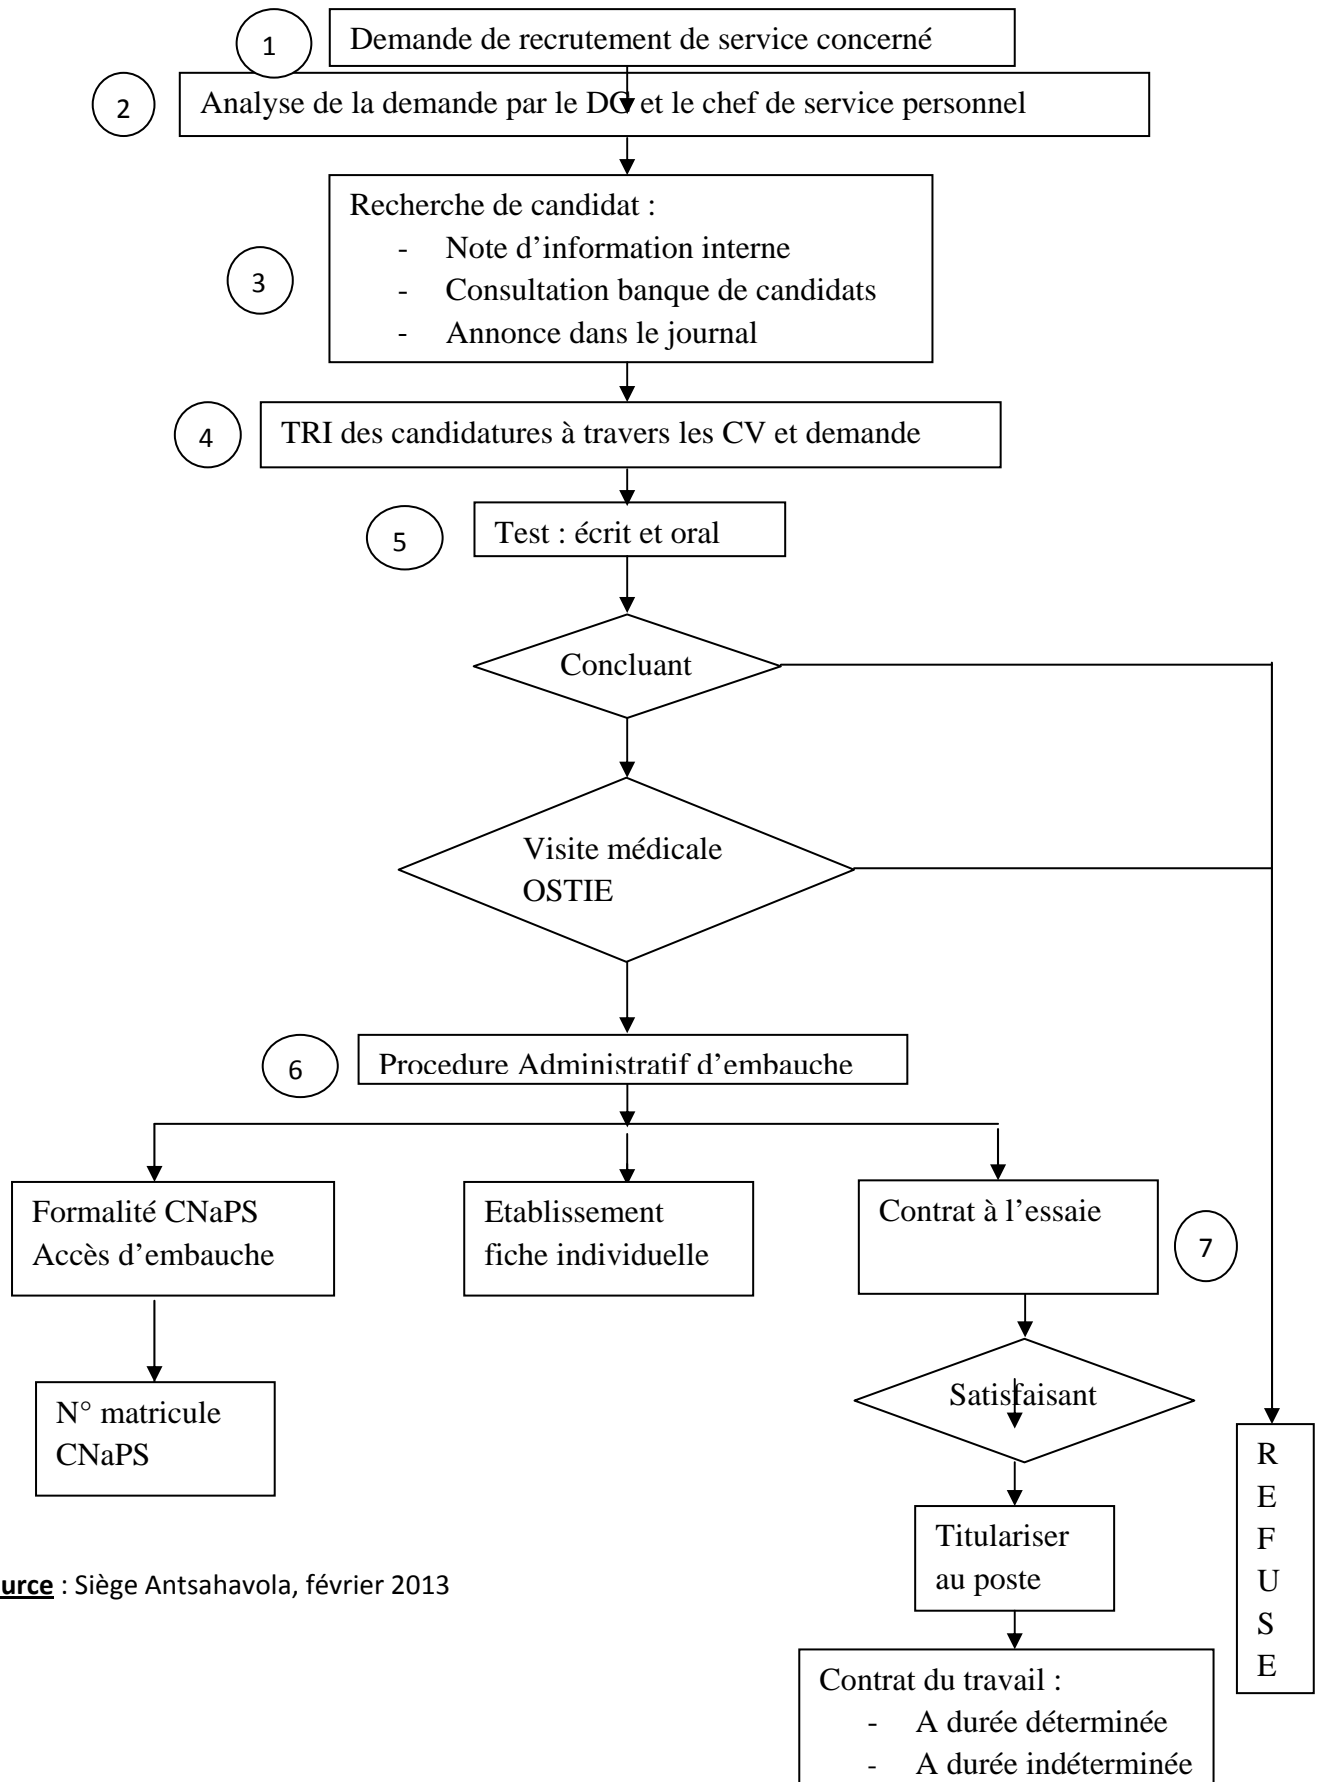 1
Demande de recrutement de service concerné
2
Analyse de la demande par le DG et le chef de service personnel
3
Recherche de candidat :
- Note d’information interne
- Consultation banque de candidats
- Annonce dans le journal
4
TRI des candidatures à travers les CV et demande
5
Test : écrit et oral
Concluant
Visite médicale
OSTIE
6
Procedure Administratif d’embauche
Formalité CNaPS
Accès d’embauche
Etablissement
fiche individuelle
Contrat à l’essaie
7
N° matricule
CNaPS
Satisfaisant
R
E
F
U
S
E
Titulariser
au poste
urce : Siège Antsahavola, février 2013
Contrat du travail :
- A durée déterminée
- A durée indéterminée